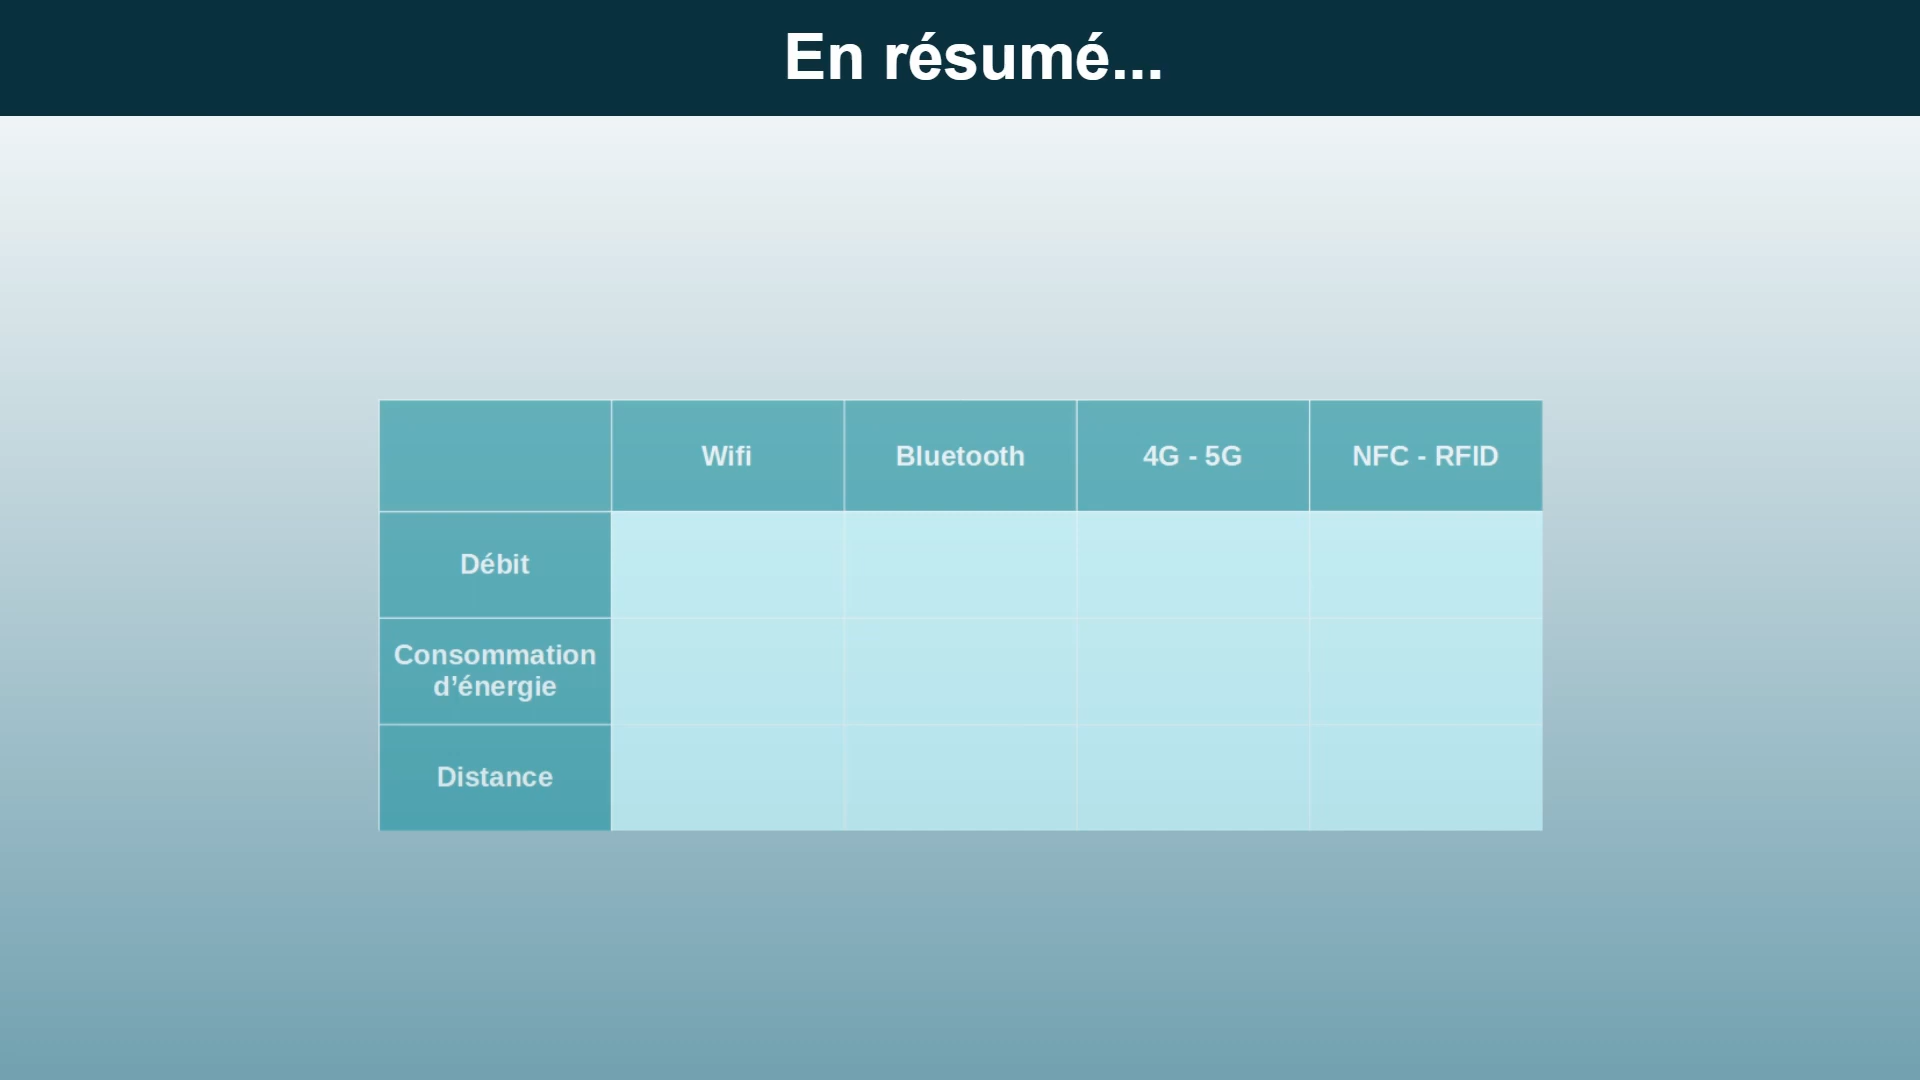 En résumé...
Wifi
Bluetooth
4G - 5G
NFC - RFID
Débit
Consommation
d’énergie
Distance